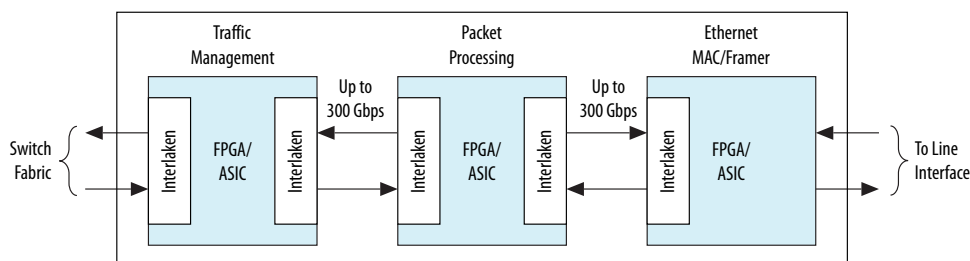 Traffic
Management
Packet
Processing
Ethernet
MAC/Framer
Up to
300 Gbps
Up to
300 Gbps
Switch
Fabric
Interlaken
FPGA/
ASIC
Interlaken
Interlaken
FPGA/
ASIC
Interlaken
Interlaken
FPGA/
ASIC
To Line
Interface